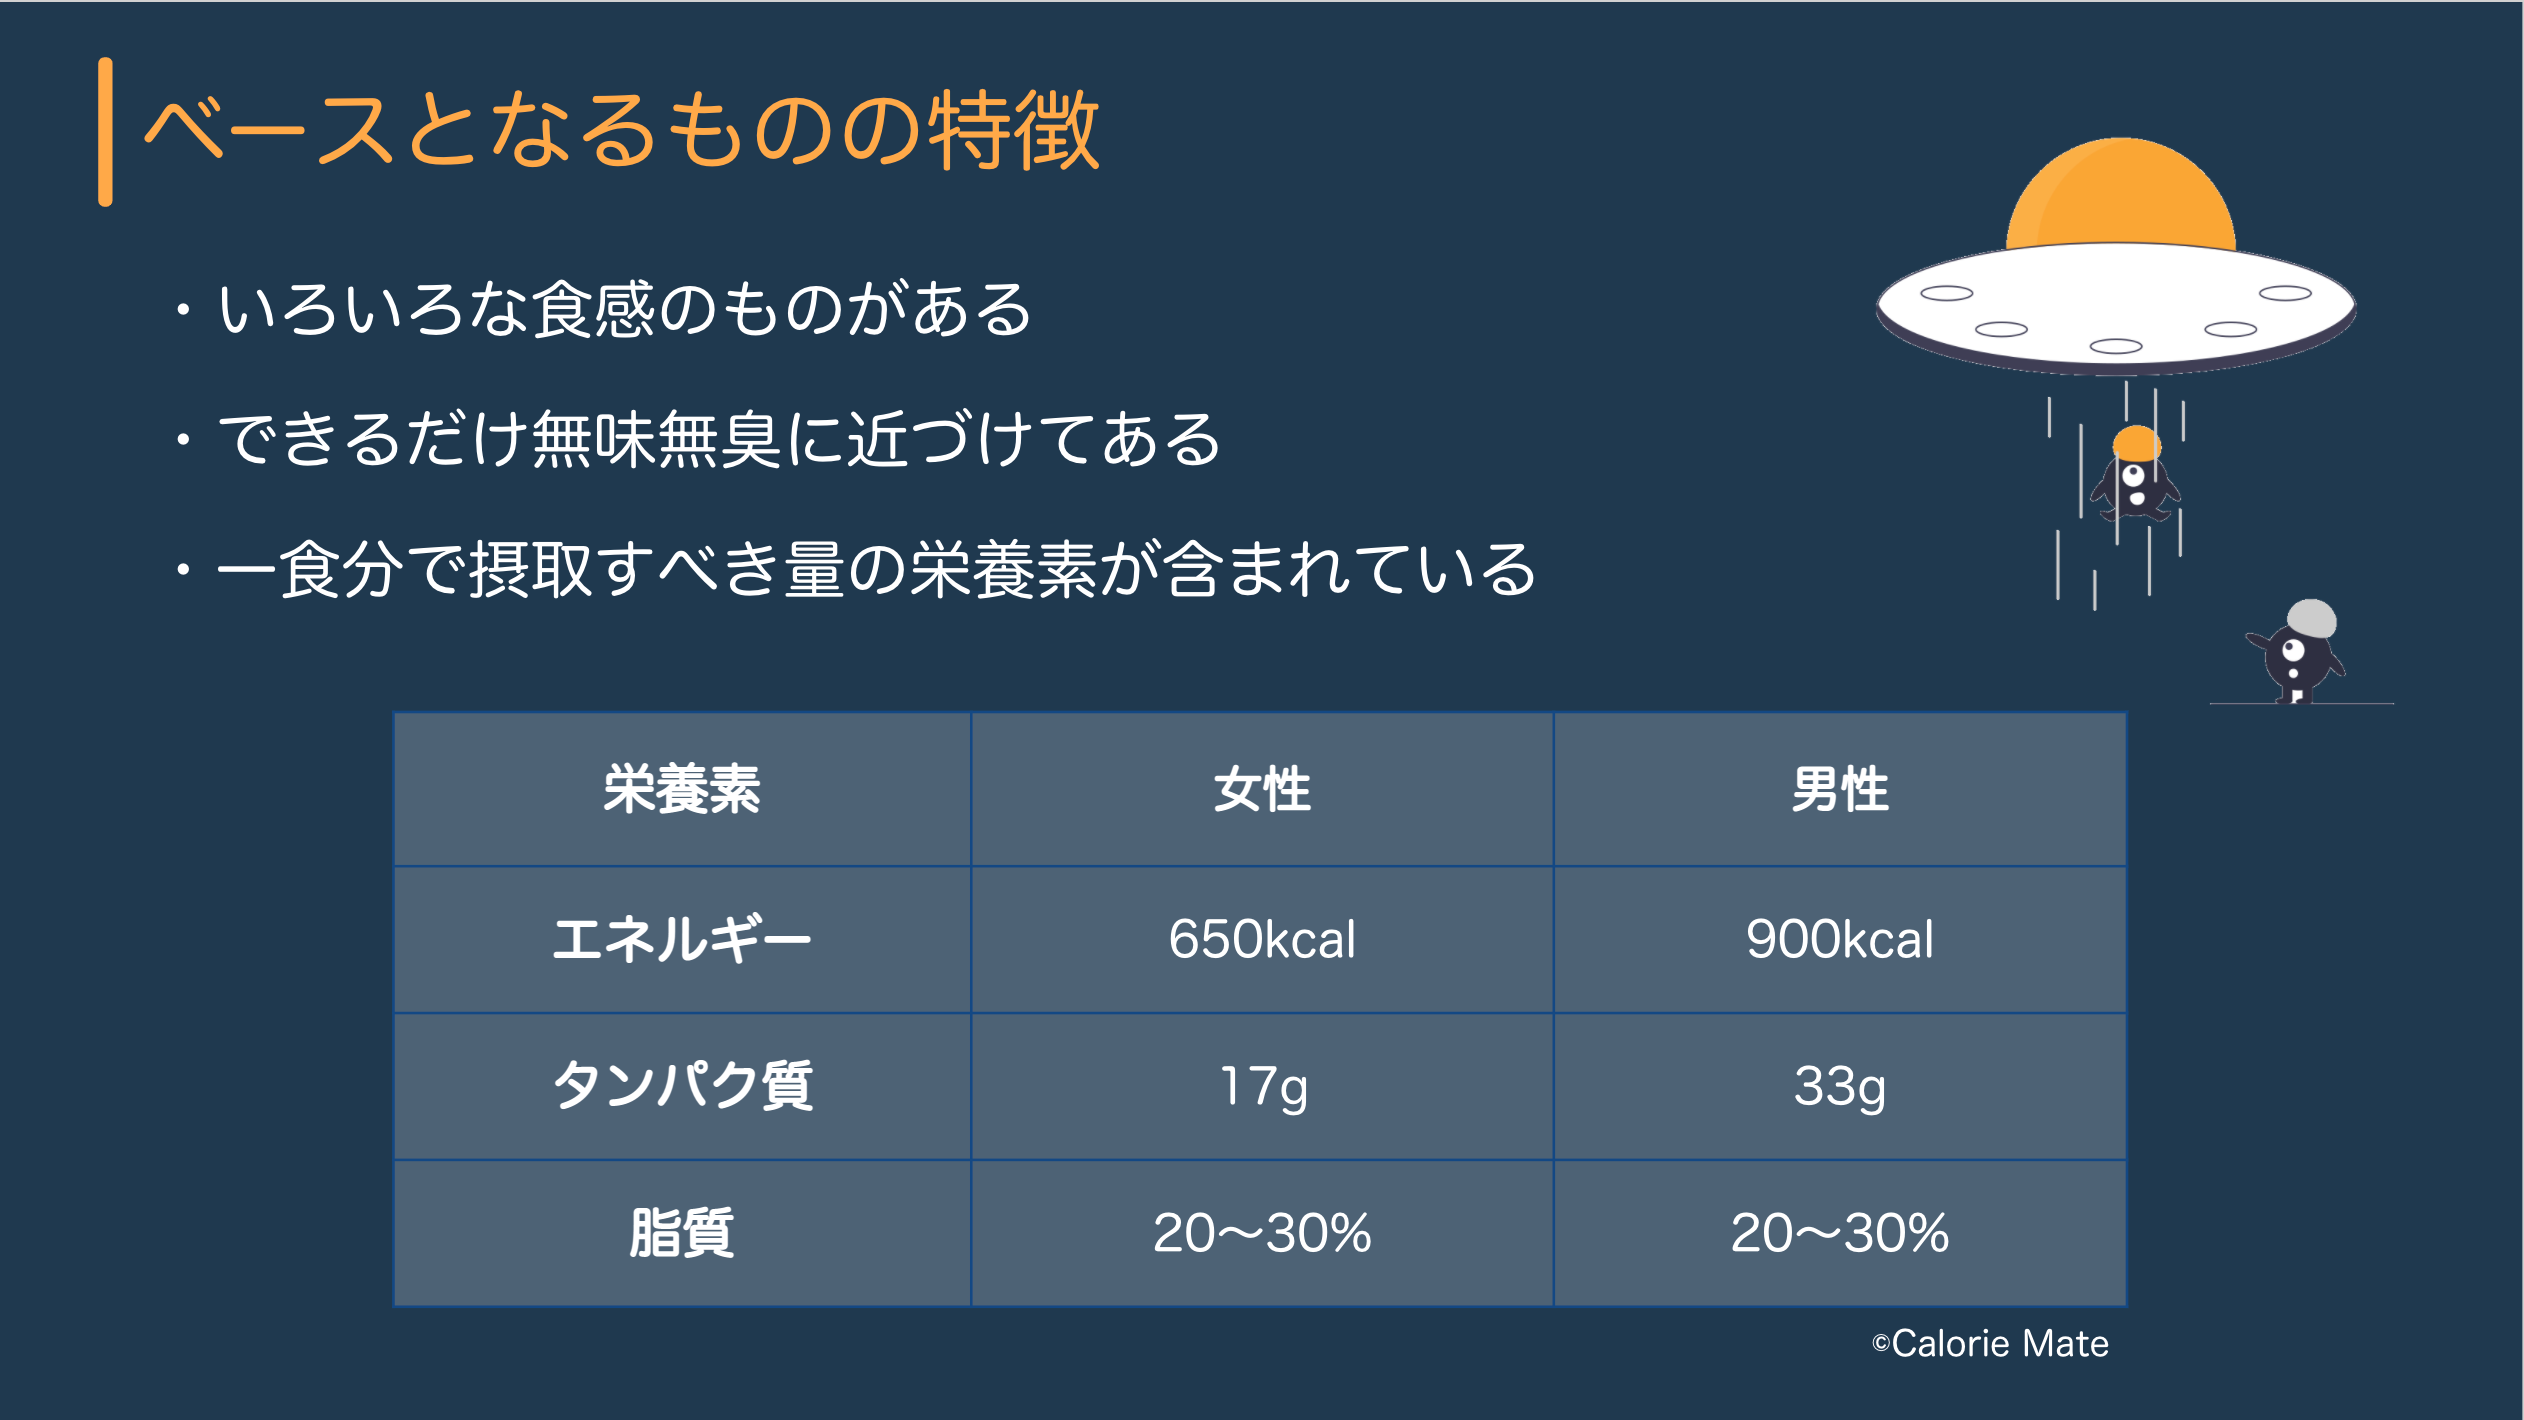 ベースとなるものの特徴
・いろいろな食感のものがある
・できるだけ無味無臭に近づけてある
・一食分で摂取すべき量の栄養素が含まれている
栄養素 女性 男性
エネルギー 650kcal 900kcal
タンパク質 17g 33g
脂質 20〜30% 20〜30%
©Calorie Mate